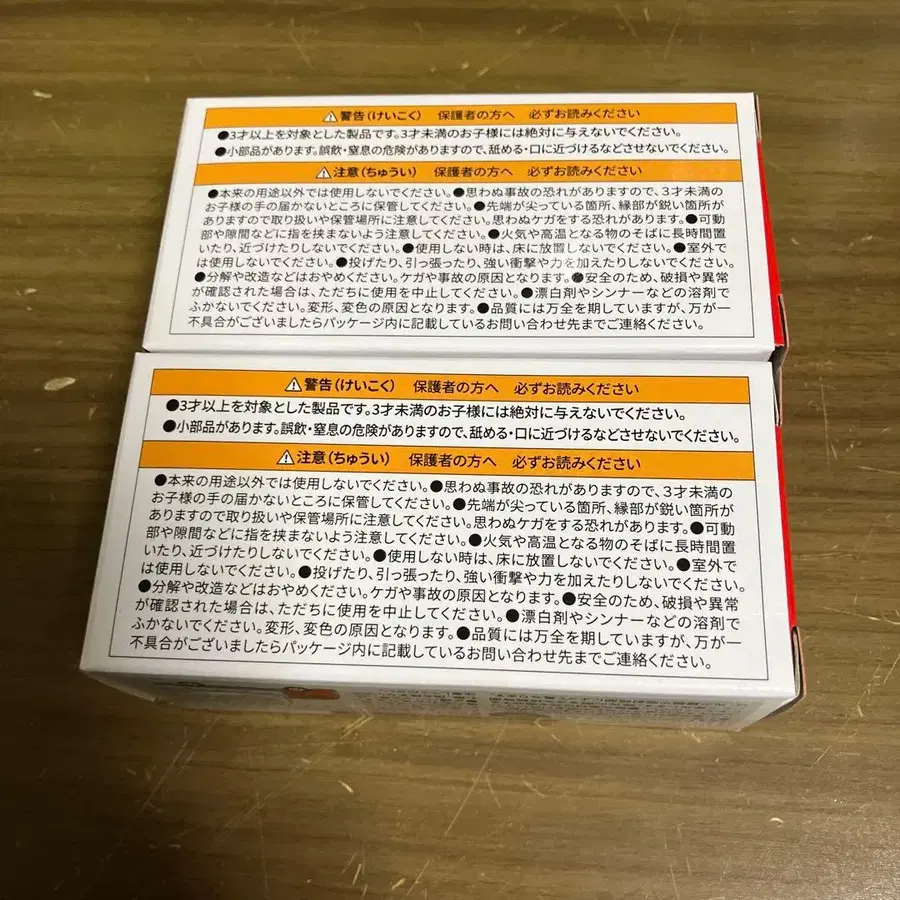 ⚠警告(けいこく) 保護者の方へ 必ずお読みください
●3才以上を対象とした製品です。3才未満のお子様には絶対に与えないでください。
●小部品があります。誤飲・窒息の危険がありますので、舐める・口に近づけるなどさせないでください。
⚠注意(ちゅうい) 保護者の方へ 必ずお読みください
●本来の用途以外では使用しないでください。●思わぬ事故の恐れがありますので、3才未満の
お子様の手の届かないところに保管してください。●先端が尖っている箇所、縁部が鋭い箇所が
ありますので取り扱いや保管場所に注意してください。思わぬケガをする恐れがあります。●可動
部や隙間などに指を挟まないよう注意してください。●火気や高温となる物のそばに長時間置
いたり、近づけたりしないでください。●使用しない時は、床に放置しないでください。●室外で
は使用しないでください。●投げたり、引っ張ったり、強い衝撃や力を加えたりしないでください。
●分解や改造などはおやめください。ケガや事故の原因となります。●安全のため、破損や異常
が確認された場合は、ただちに使用を中止してください。●漂白剤やシンナーなどの溶剤で
ふかないでください。変形、変色の原因となります。●品質には万全を期していますが、万が一
不具合がございましたらパッケージ内に記載しているお問い合わせ先までご連絡ください。
⚠警告(けいこく) 保護者の方へ 必ずお読みください
●3才以上を対象とした製品です。3才未満のお子様には絶対に与えないでください。
●小部品があります。誤飲・窒息の危険がありますので、舐める・口に近づけるなどさせないでください。
⚠注意(ちゅうい) 保護者の方へ 必ずお読みください
●本来の用途以外では使用しないでください。●思わぬ事故の恐れがありますので、3才未満の
お子様の手の届かないところに保管してください。●先端が尖っている箇所、縁部が鋭い箇所が
ありますので取り扱いや保管場所に注意してください。思わぬケガをする恐れがあります。●可動
部や隙間などに指を挟まないよう注意してください。●火気や高温となる物のそばに長時間置
いたり、近づけたりしないでください。●使用しない時は、床に放置しないでください。●室外で
は使用しないでください。●投げたり、引っ張ったり、強い衝撃や力を加えたりしないでください。
●分解や改造などはおやめください。ケガや事故の原因となります。●安全のため、破損や異常
が確認された場合は、ただちに使用を中止してください。●漂白剤やシンナーなどの溶剤で
ふかないでください。変形、変色の原因となります。●品質には万全を期していますが、万が一
不具合がございましたらパッケージ内に記載しているお問い合わせ先までご連絡ください。